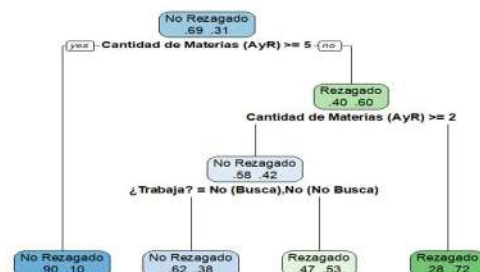 No Rezagado
.69 .31
yes Cantidad de Materias (AyR) >= 5 no
Rezagado
.40 .60
Cantidad de Materias (AyR) >= 2
No Rezagado
.58 .42
¿Trabaja? = No (Busca),No (No Busca)
No Rezagado No Rezagado Rezagado Rezagado
.90 .10 .62 .38 .47 .53 .28 .72